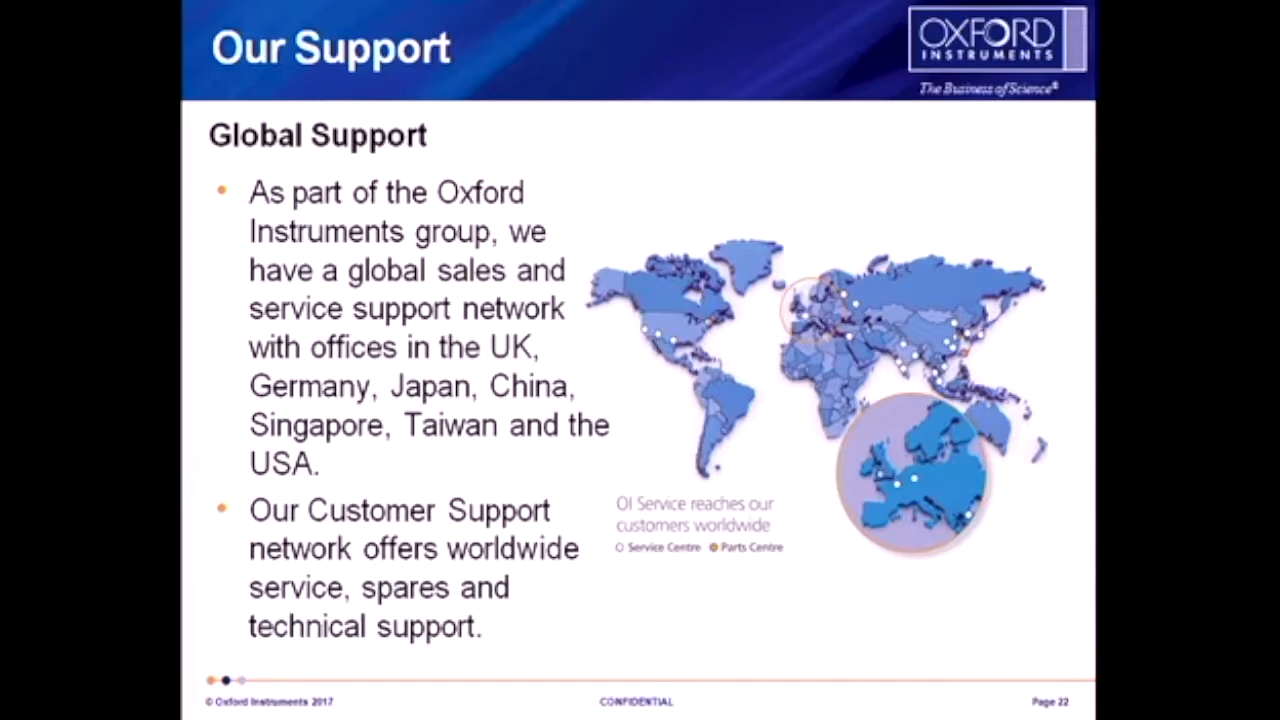 Our Support
OXFORD
INSTRUMENTS
The Business of Science®
Global Support
• As part of the Oxford
Instruments group, we
have a global sales and
service support network
with offices in the UK,
Germany, Japan, China,
Singapore, Taiwan and the
USA.
• Our Customer Support
network offers worldwide
service, spares and
technical support.
OI Service reaches our
customers worldwide
Service Centre Parts Centre
© Oxford Instruments 2017 CONFIDENTIAL Page 22